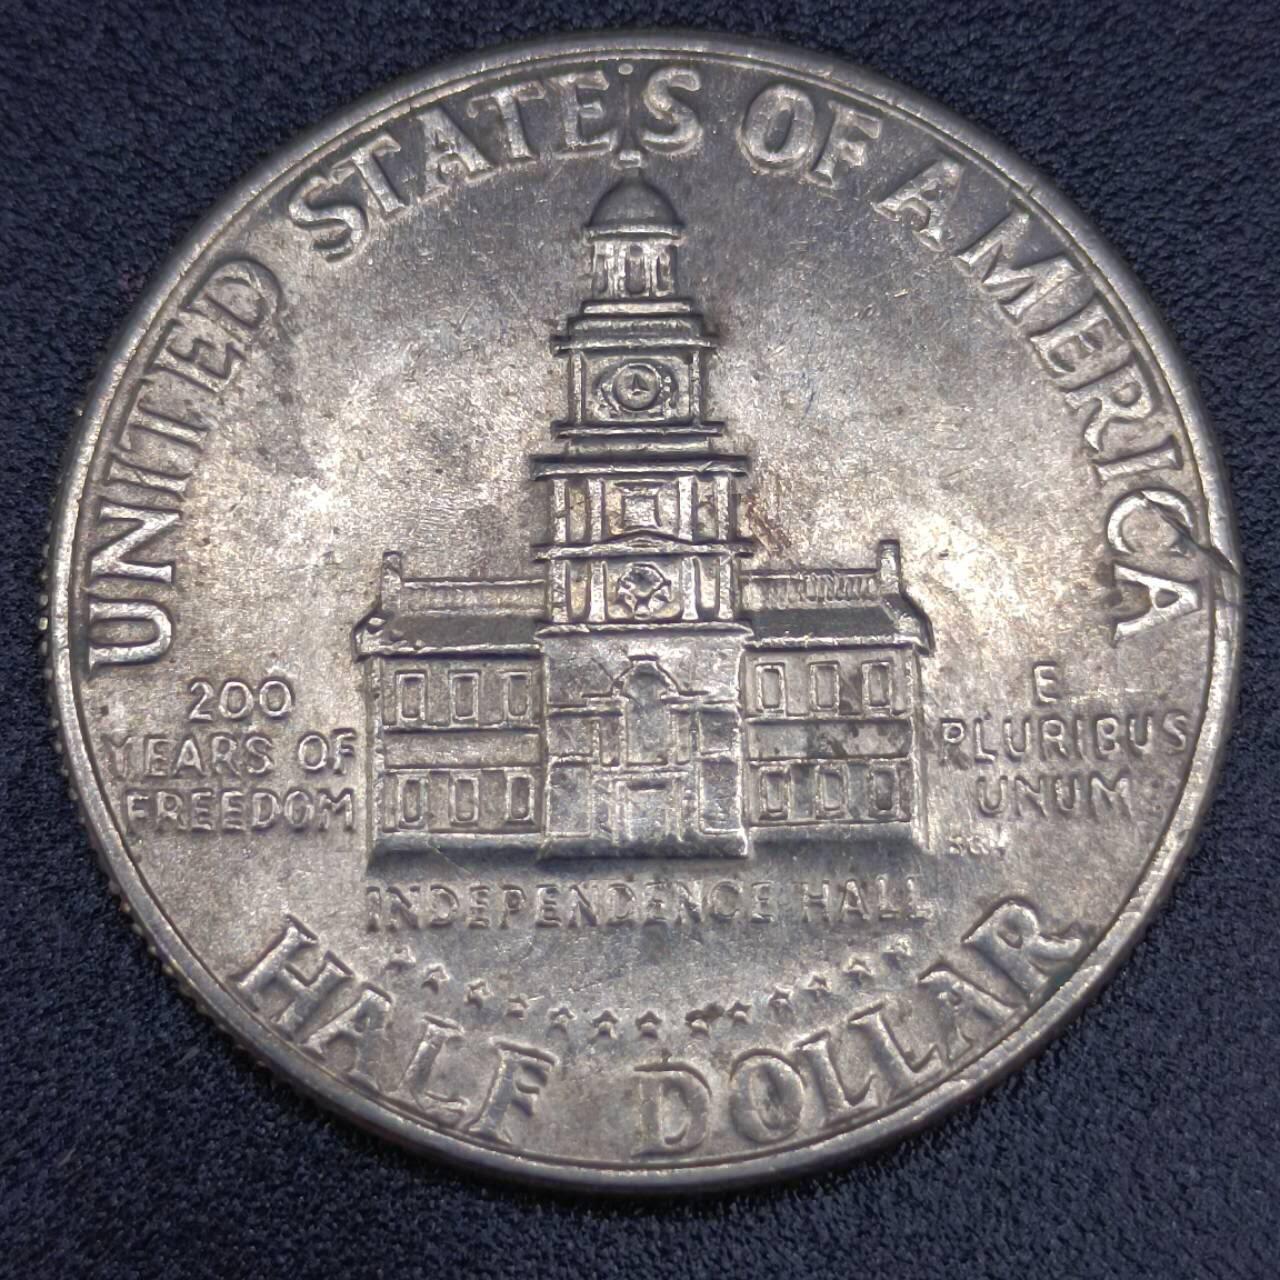 UNITED STATES OF AMERICA
200
YEARS OF
FREEDOM
E
PLURIBUS
UNUM
INDEPENDENCE HALL
HALF DOLLAR